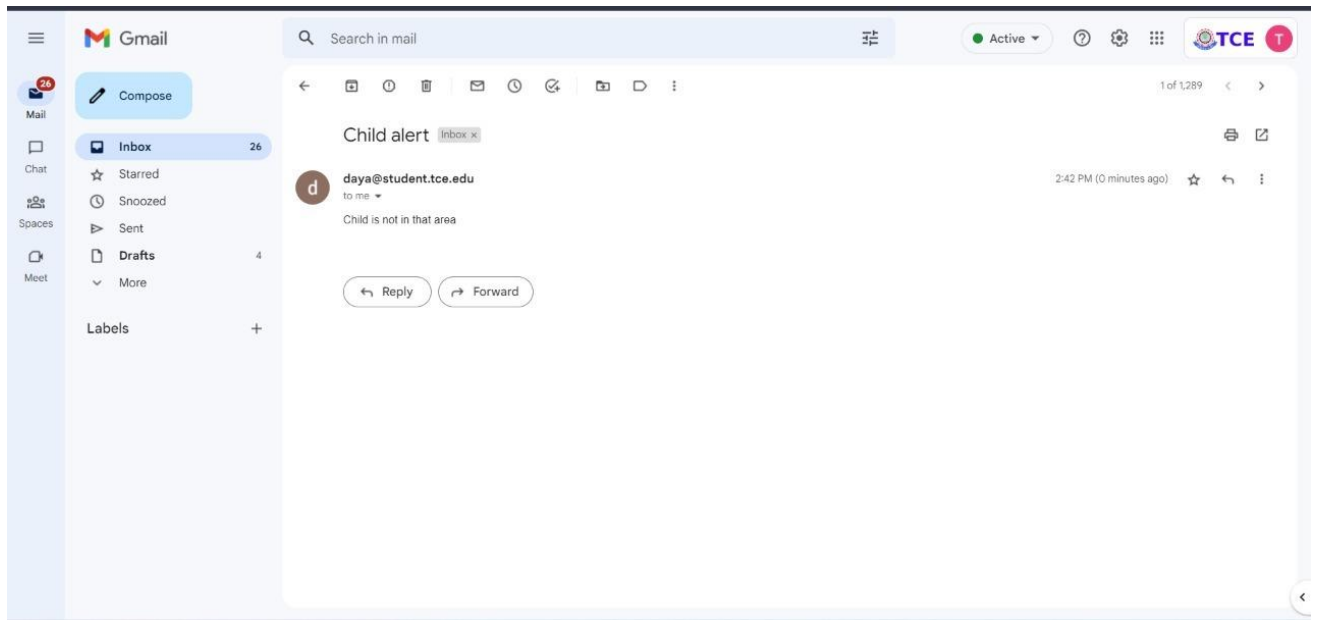 Gmail
Search in mail
Active
TCE
T
26
Mail
Compose
1 of 1,289
Child alert Inbox ×
Inbox 26
Chat
Starred
d
daya@student.tce.edu
2:42 PM (0 minutes ago)
to me
Snoozed
Child is not in that area
Spaces
Sent
Drafts 4
Meet
More
Reply
Forward
Labels